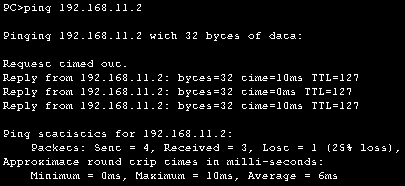 PC>ping 192.168.11.2
Pinging 192.168.11.2 with 32 bytes of data:
Request timed out.
Reply from 192.168.11.2: bytes=32 time=10ms TTL=127
Reply from 192.168.11.2: bytes=32 time=0ms TTL=127
Reply from 192.168.11.2: bytes=32 time=10ms TTL=127
Ping statistics for 192.168.11.2:
Packets: Sent = 4, Received = 3, Lost = 1 (25% loss),
Approximate round trip times in milli-seconds:
Minimum = 0ms, Maximum = 10ms, Average = 6ms